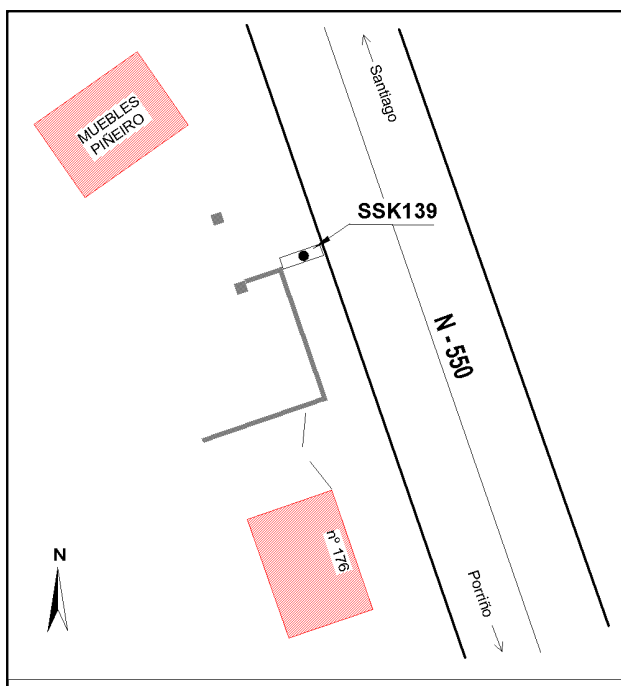 Santiago
MUEBLES
PIÑEIRO
SSK139
N - 550
nº 176
N
Porriño